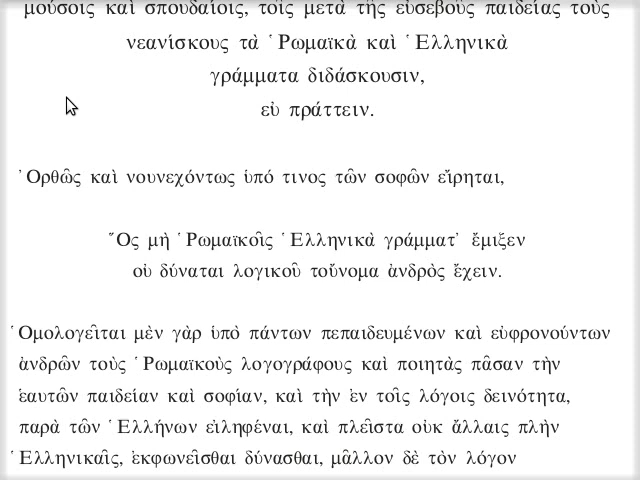 μούσοις καὶ σπουδαίοις, τοῖς μετὰ τῆς εὐσεβοῦς παιδείας τοὺς
νεανίσκους τὰ Ῥωμαϊκὰ καὶ Ἑλληνικὰ
γράμματα διδάσκουσιν,
εὐ πράττειν.
Ὀρθῶς καὶ νουνεχόντως ὑπό τινος τῶν σοφῶν εἴρηται,
Ὅς μὴ Ῥωμαϊκοῖς Ἑλληνικὰ γράμματ᾽ ἔμιξεν
οὐ δύναται λογικοῦ τοὔνομα ἀνδρὸς ἔχειν.
Ὁμολογεῖται μὲν γὰρ ὑπὸ πάντων πεπαιδευμένων καὶ εὐφρονούντων
ἀνδρῶν τοὺς Ῥωμαϊκοὺς λογογράφους καὶ ποιητὰς πᾶσαν τὴν
ἑαυτῶν παιδείαν καὶ σοφίαν, καὶ τὴν ἐν τοῖς λόγοις δεινότητα,
παρὰ τῶν Ἑλλήνων εἰληφέναι, καὶ πλεῖστα οὐκ ἄλλαις πλὴν
Ἑλληνικαῖς, ἐκφωνεῖσθαι δύνασθαι, μᾶλλον δὲ τὸν λόγον